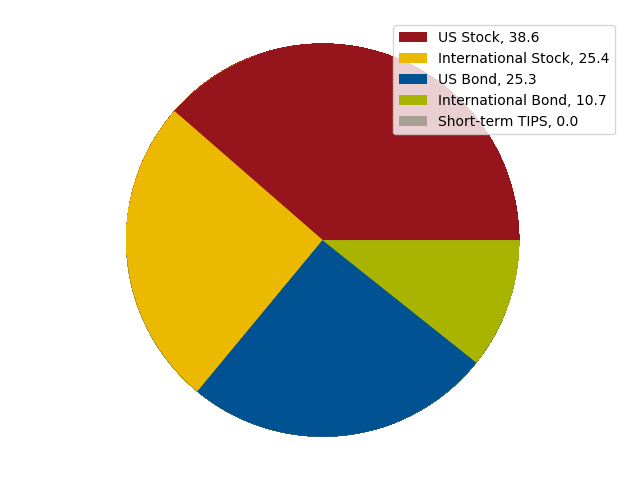 US Stock, 38.6
International Stock, 25.4
US Bond, 25.3
International Bond, 10.7
Short-term TIPS, 0.0